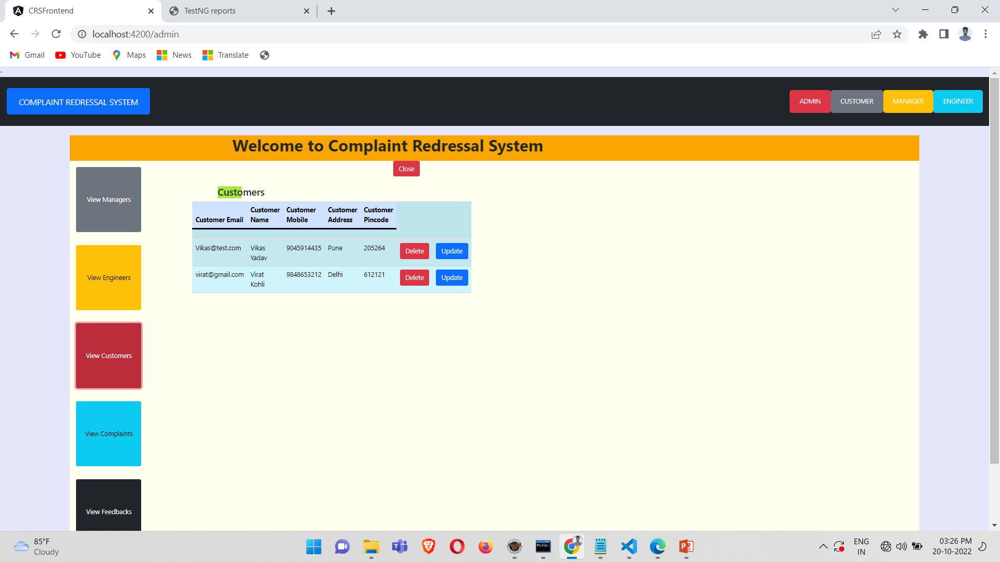 CRSFrontend
TestNG reports
localhost:4200/admin
Gmail
YouTube
Maps
News
Translate
-
COMPLAINT REDRESSAL SYSTEM
ADMIN
CUSTOMER
MANAGER
ENGINEER
Welcome to Complaint Redressal System
Close
View Managers
View Engineers
View Customers
View Complaints
View Feedbacks
Customers
Customer Email Customer Name Customer Mobile Customer Address Customer Pincode
Vikas@test.com Vikas Yadav 9045914435 Pune 205264 Delete Update
virat@gmail.com Virat Kohli 9848653212 Delhi 612121 Delete Update
85°F
Cloudy
ENG
IN
03:26 PM
20-10-2022